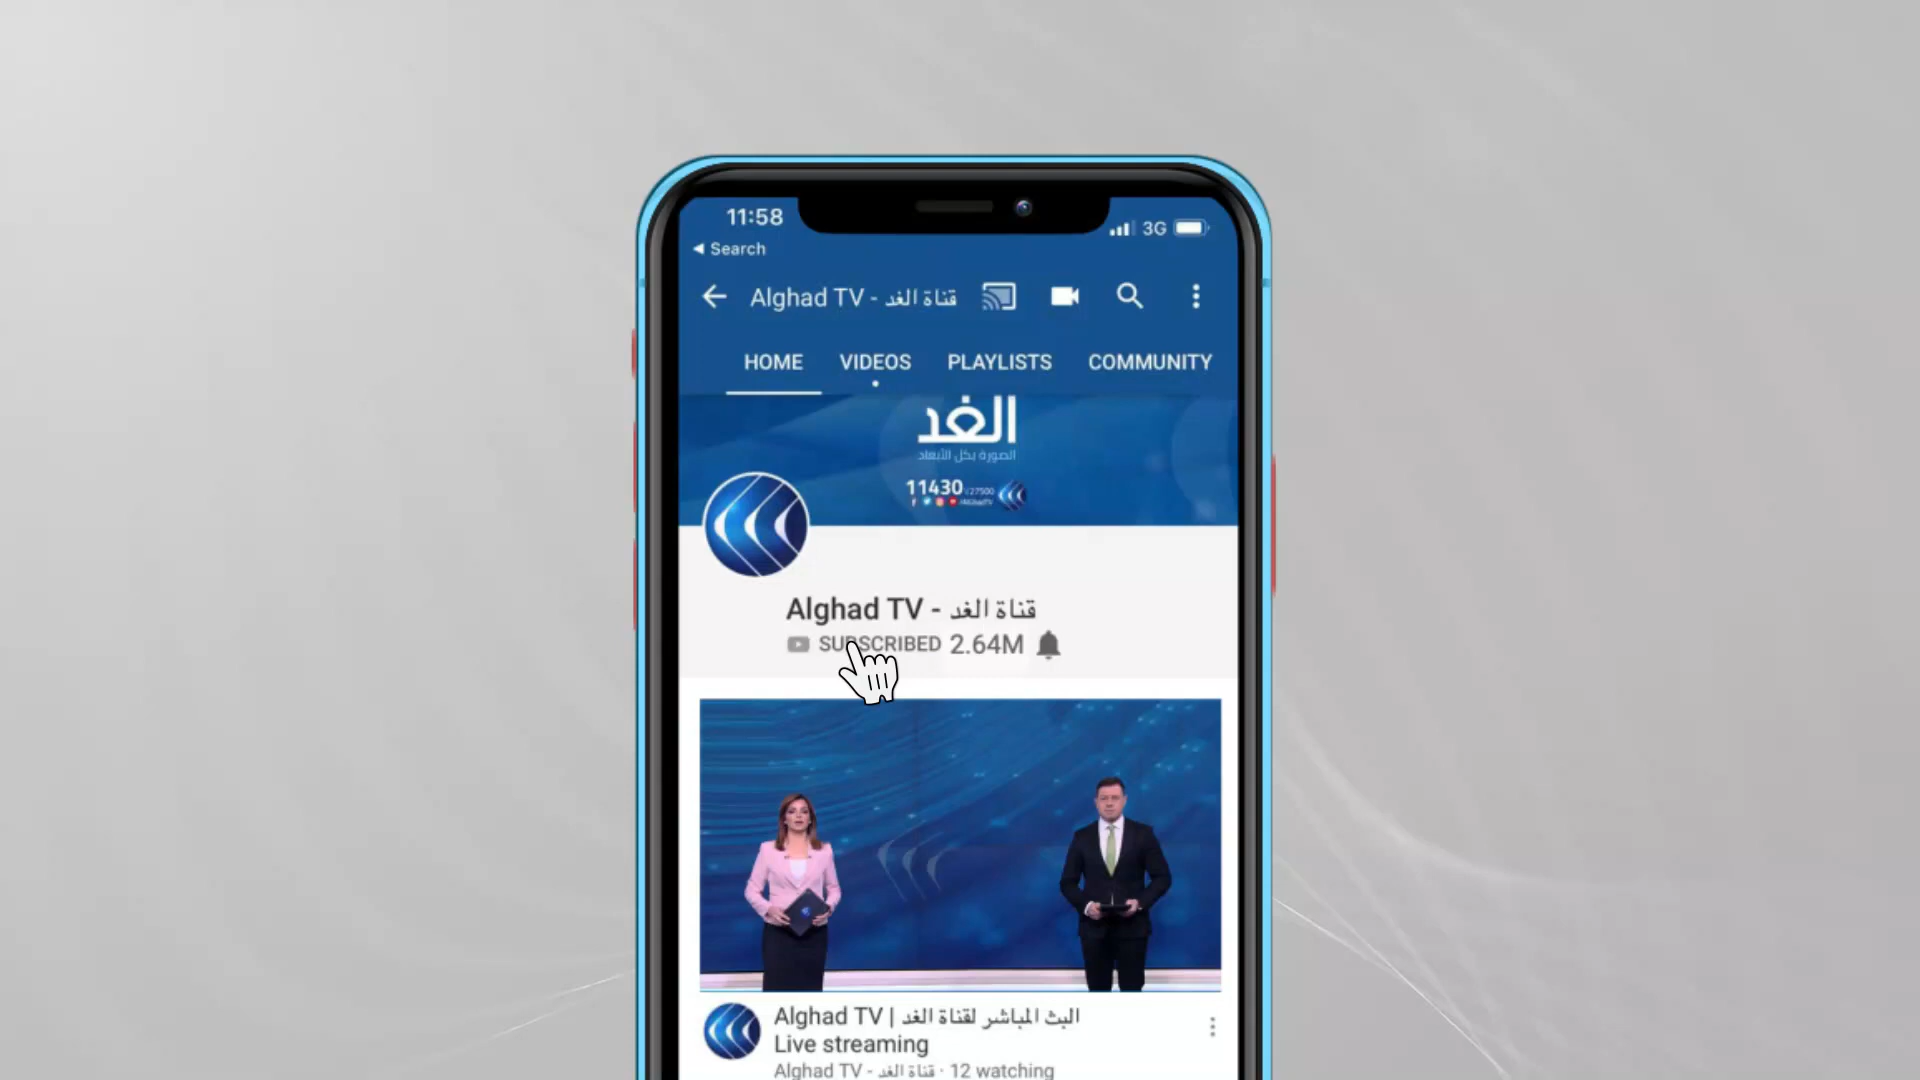 11:58
3G
Search
Alghad TV - قناة الغد
HOME VIDEOS PLAYLISTS COMMUNITY
الغد
الصورة بكل الأبعاد
11430 27500
Alghad TV - قناة الغد
SUBSCRIBED 2.64M
Alghad TV | البث المباشر لقناة الغد
Live streaming
Alghad TV - قناة الغد · 12 watching